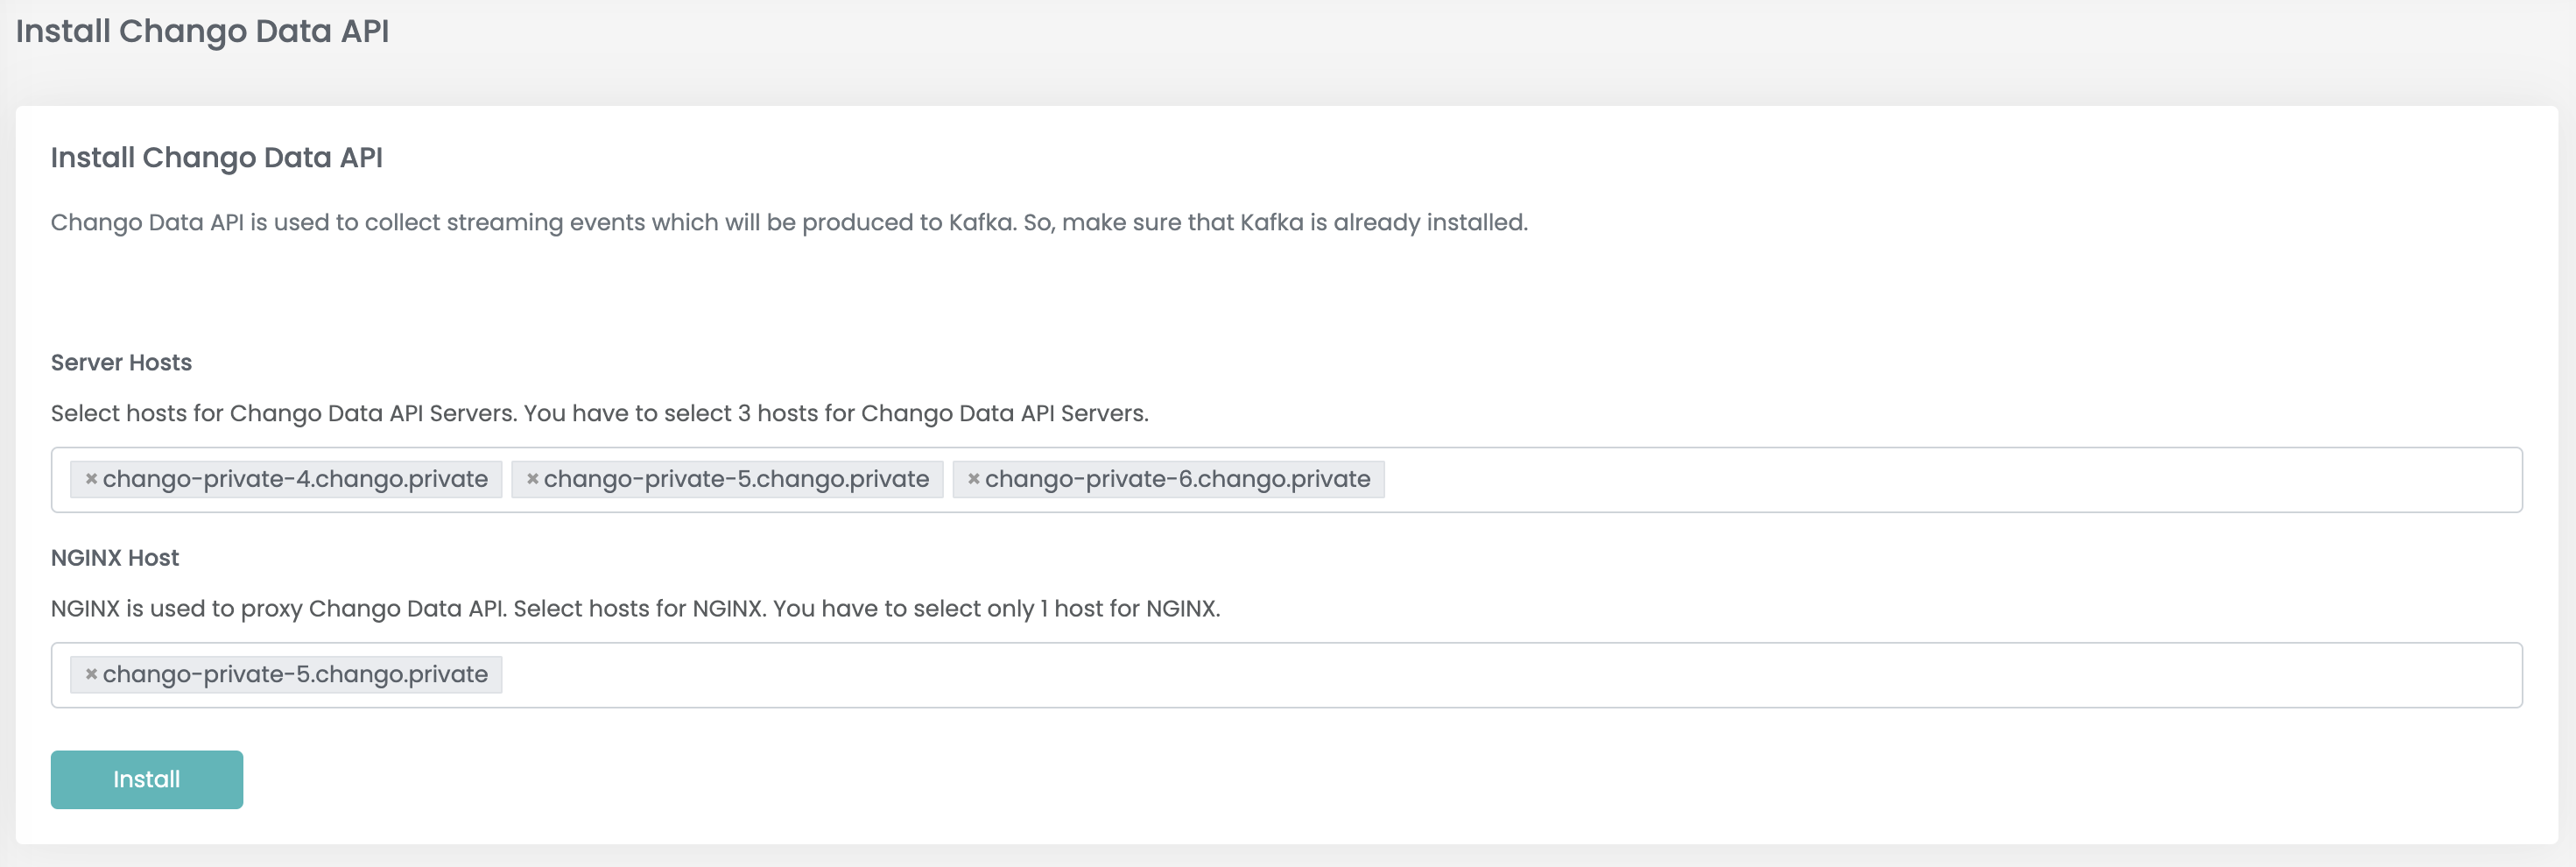 Install Chango Data API
Install Chango Data API
Chango Data API is used to collect streaming events which will be produced to Kafka. So, make sure that Kafka is already installed.
Server Hosts
Select hosts for Chango Data API Servers. You have to select 3 hosts for Chango Data API Servers.
× chango-private-4.chango.private × chango-private-5.chango.private × chango-private-6.chango.private
NGINX Host
NGINX is used to proxy Chango Data API. Select hosts for NGINX. You have to select only 1 host for NGINX.
× chango-private-5.chango.private
Install